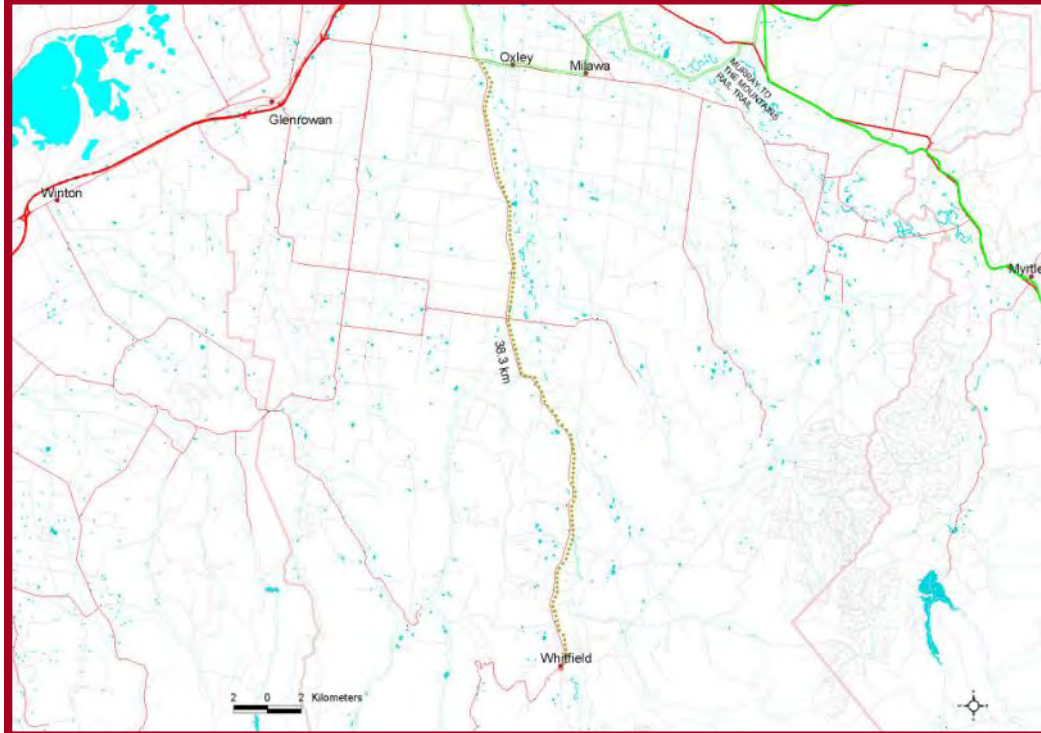 Oxley
Milawa
MURRAY TO
THE MOUNTAINS
RAIL TRAIL
Glenrowan
Winton
Myrtle
38.3 km
Whitfield
2 0 2 Kilometers